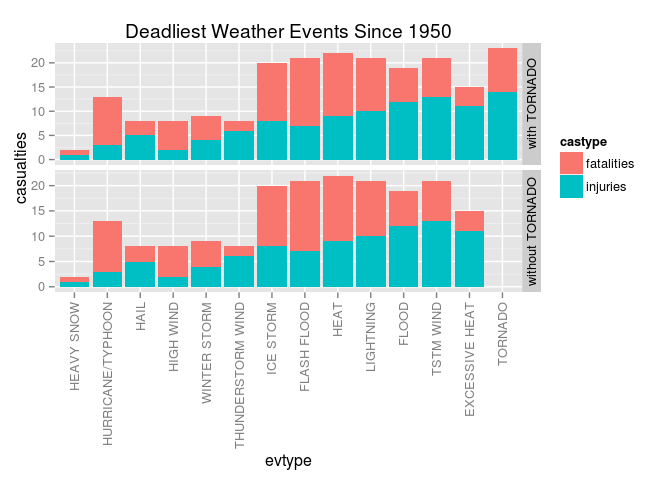 Deadliest Weather Events Since 1950
casualties
20
15
10
5
0
with TORNADO
20
15
10
5
0
without TORNADO
HEAVY SNOW
HURRICANE/TYPHOON
HAIL
HIGH WIND
WINTER STORM
THUNDERSTORM WIND
ICE STORM
FLASH FLOOD
HEAT
LIGHTNING
FLOOD
TSTM WIND
EXCESSIVE HEAT
TORNADO
evtype
castype
fatalities
injuries